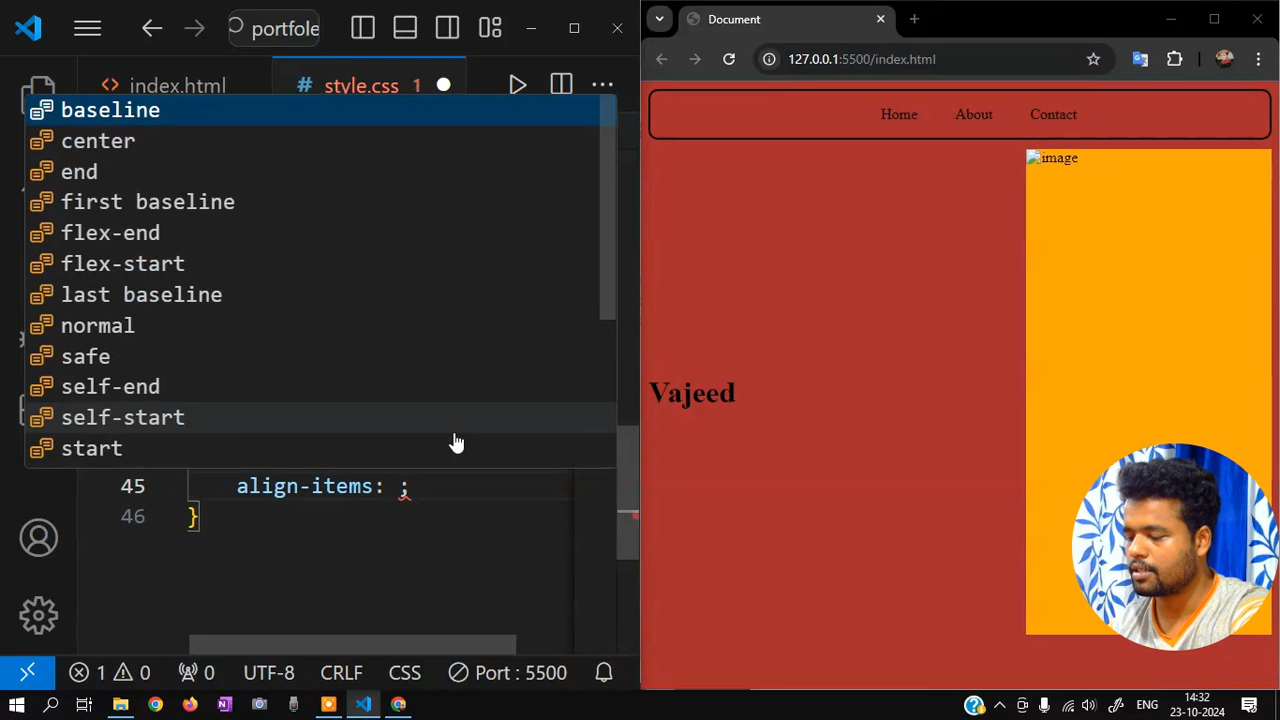 portfole
Document
127.0.0.1:5500/index.html
<> index.html
# style.css 1
baseline
center
end
first baseline
flex-end
flex-start
last baseline
normal
safe
self-end
self-start
start
45 align-items: ;
46 }
Home About Contact
image
Vajeed
1 0 0 UTF-8 CRLF CSS Port : 5500
ENG
14:32
23-10-2024